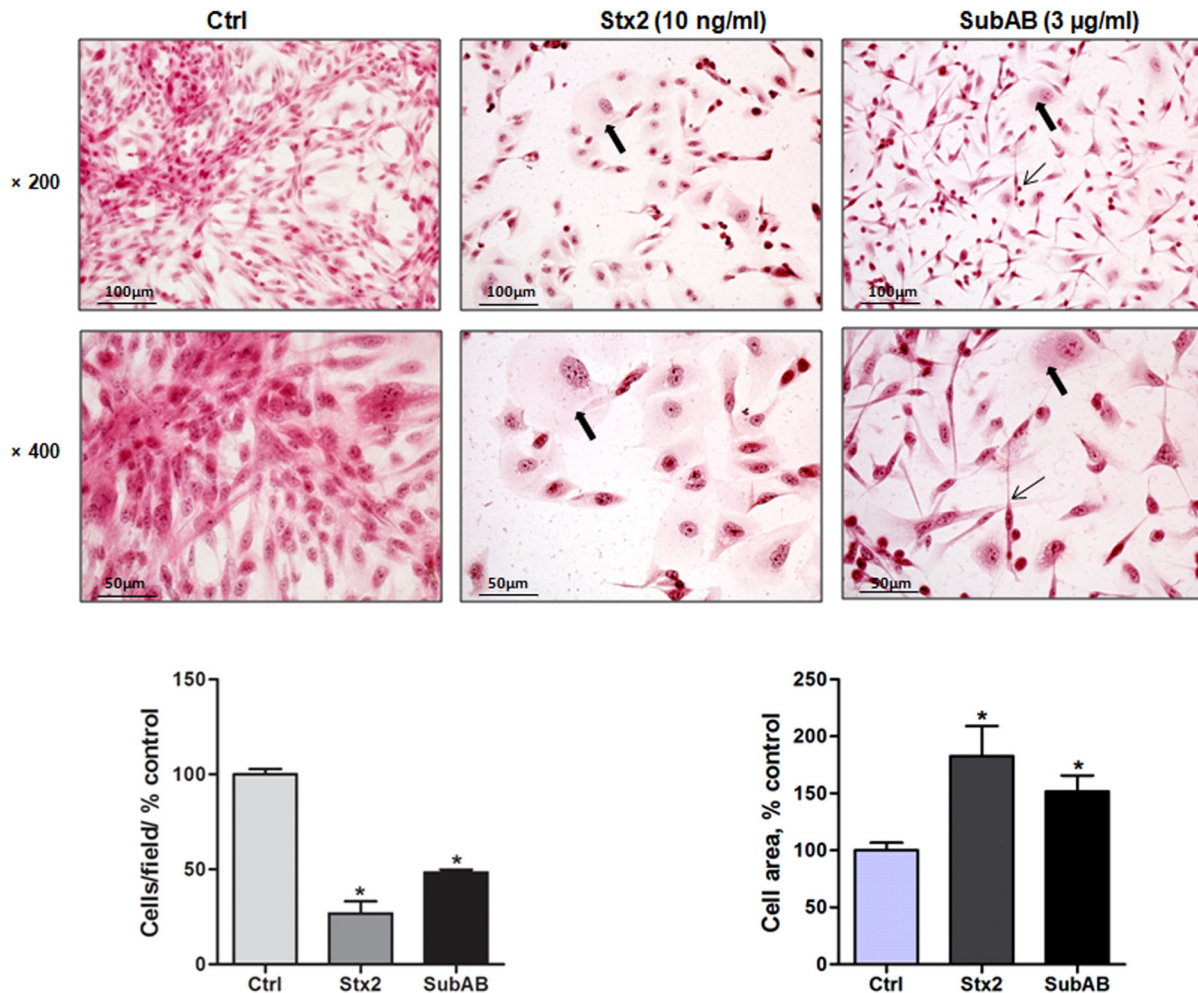 Ctrl Stx2 (10 ng/ml) SubAB (3 µg/ml)
× 200
100µm 100µm 100µm
× 400
50µm 50µm 50µm
Cells/field/ % control
150
100
50
0
* *
Ctrl Stx2 SubAB
Cell area, % control
250
200
150
100
50
0
* *
Ctrl Stx2 SubAB